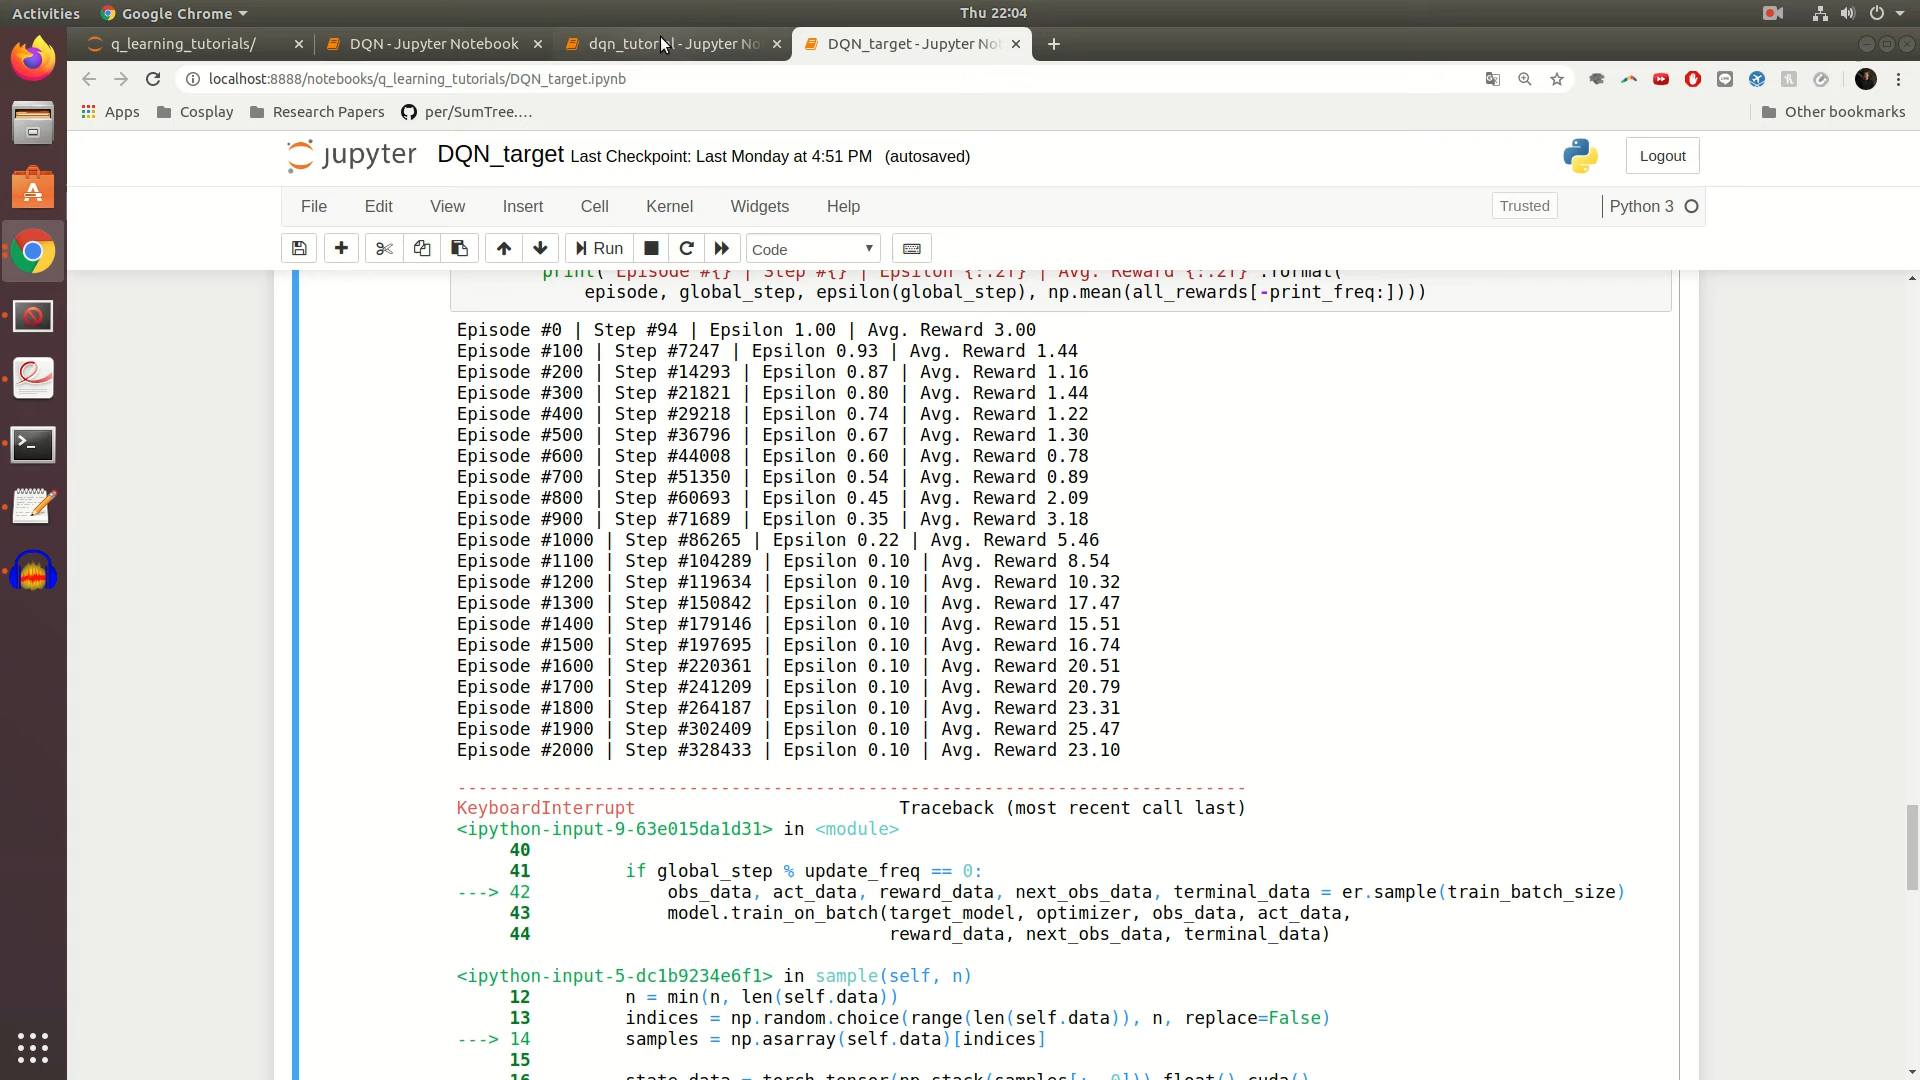 Activities
Google Chrome
Thu 22:04
q_learning_tutorials/
DQN - Jupyter Notebook
dqn_tutorial - Jupyter No
DQN_target - Jupyter Not
localhost:8888/notebooks/q_learning_tutorials/DQN_target.ipynb
Apps
Cosplay
Research Papers
per/SumTree....
Other bookmarks
jupyter
DQN_target Last Checkpoint: Last Monday at 4:51 PM (autosaved)
Logout
File Edit View Insert Cell Kernel Widgets Help
Trusted
Python 3
Run
Code
print("Episode #{} | Step #{} | Epsilon {:.2f} | Avg. Reward {:.2f}".format(
episode, global_step, epsilon(global_step), np.mean(all_rewards[-print_freq:])))
Episode #0 | Step #94 | Epsilon 1.00 | Avg. Reward 3.00
Episode #100 | Step #7247 | Epsilon 0.93 | Avg. Reward 1.44
Episode #200 | Step #14293 | Epsilon 0.87 | Avg. Reward 1.16
Episode #300 | Step #21821 | Epsilon 0.80 | Avg. Reward 1.44
Episode #400 | Step #29218 | Epsilon 0.74 | Avg. Reward 1.22
Episode #500 | Step #36796 | Epsilon 0.67 | Avg. Reward 1.30
Episode #600 | Step #44008 | Epsilon 0.60 | Avg. Reward 0.78
Episode #700 | Step #51350 | Epsilon 0.54 | Avg. Reward 0.89
Episode #800 | Step #60693 | Epsilon 0.45 | Avg. Reward 2.09
Episode #900 | Step #71689 | Epsilon 0.35 | Avg. Reward 3.18
Episode #1000 | Step #86265 | Epsilon 0.22 | Avg. Reward 5.46
Episode #1100 | Step #104289 | Epsilon 0.10 | Avg. Reward 8.54
Episode #1200 | Step #119634 | Epsilon 0.10 | Avg. Reward 10.32
Episode #1300 | Step #150842 | Epsilon 0.10 | Avg. Reward 17.47
Episode #1400 | Step #179146 | Epsilon 0.10 | Avg. Reward 15.51
Episode #1500 | Step #197695 | Epsilon 0.10 | Avg. Reward 16.74
Episode #1600 | Step #220361 | Epsilon 0.10 | Avg. Reward 20.51
Episode #1700 | Step #241209 | Epsilon 0.10 | Avg. Reward 20.79
Episode #1800 | Step #264187 | Epsilon 0.10 | Avg. Reward 23.31
Episode #1900 | Step #302409 | Epsilon 0.10 | Avg. Reward 25.47
Episode #2000 | Step #328433 | Epsilon 0.10 | Avg. Reward 23.10
---------------------------------------------------------------------------
KeyboardInterrupt Traceback (most recent call last)
<ipython-input-9-63e015da1d31> in <module>
40
41 if global_step % update_freq == 0:
---> 42 obs_data, act_data, reward_data, next_obs_data, terminal_data = er.sample(train_batch_size)
43 model.train_on_batch(target_model, optimizer, obs_data, act_data,
44 reward_data, next_obs_data, terminal_data)
<ipython-input-5-dc1b9234e6f1> in sample(self, n)
12 n = min(n, len(self.data))
13 indices = np.random.choice(range(len(self.data)), n, replace=False)
---> 14 samples = np.asarray(self.data)[indices]
15
16 state_data = torch.tensor(np.stack(samples[:, 0])).float().cuda()